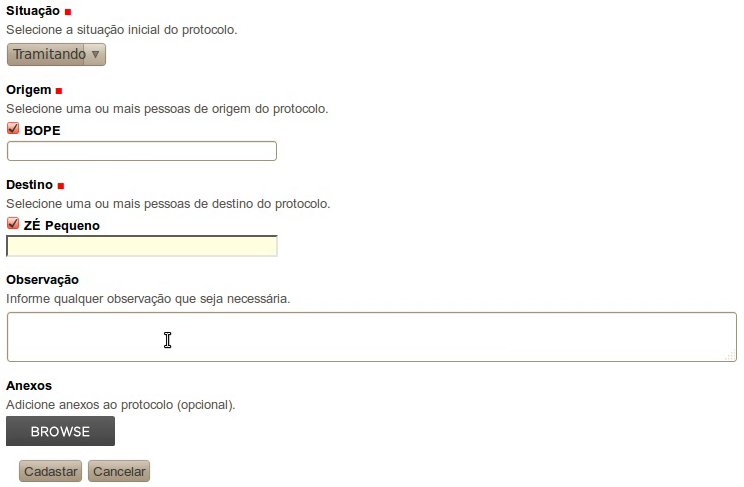 Situação
Selecione a situação inicial do protocolo.
Tramitando
Origem
Selecione uma ou mais pessoas de origem do protocolo.
BOPE
Destino
Selecione uma ou mais pessoas de destino do protocolo.
ZÉ Pequeno
Observação
Informe qualquer observação que seja necessária.
Anexos
Adicione anexos ao protocolo (opcional).
BROWSE
Cadastar Cancelar